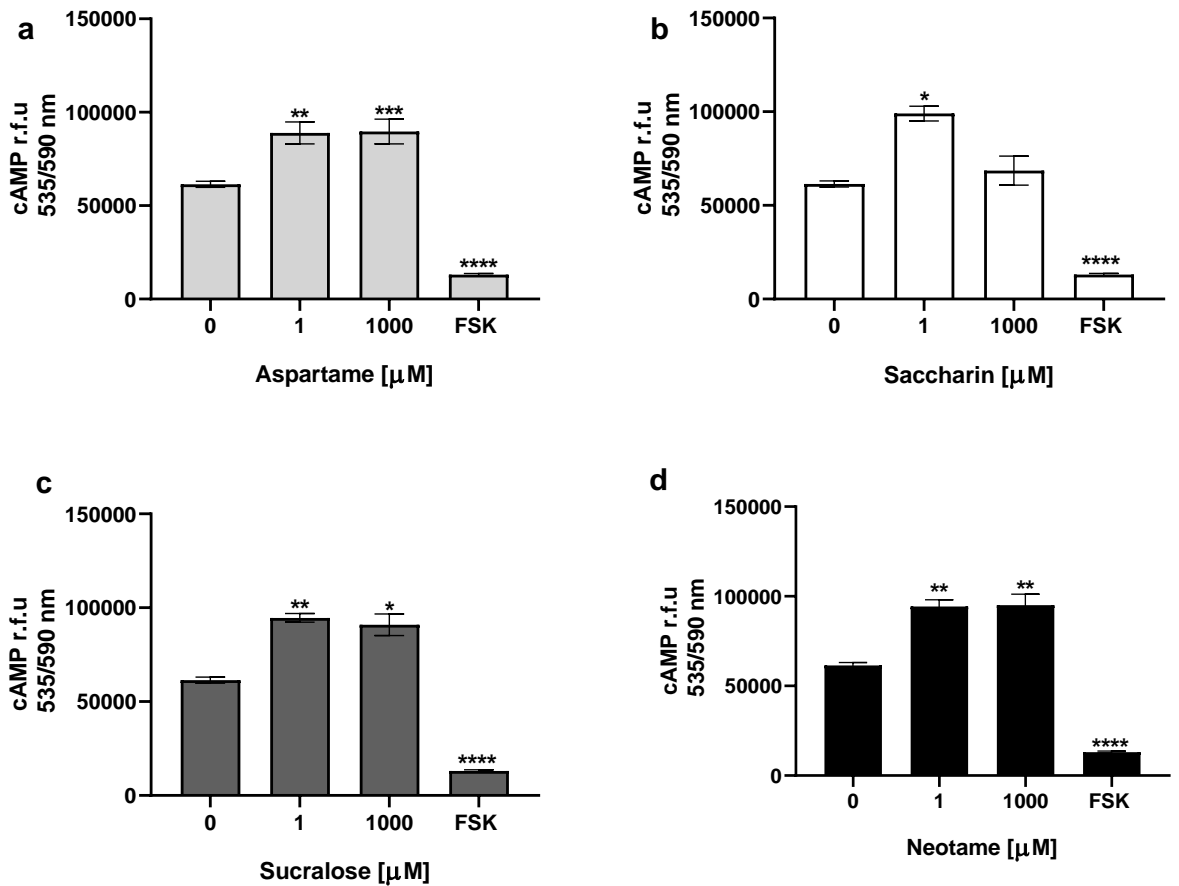 a
150000
100000
50000
0
cAMP r.f.u
535/590 nm
** *** ****
0 1 1000 FSK
Aspartame [μM]
b
150000
100000
50000
0
cAMP r.f.u
535/590 nm
* ****
0 1 1000 FSK
Saccharin [μM]
c
150000
100000
50000
0
cAMP r.f.u
535/590 nm
** * ****
0 1 1000 FSK
Sucralose [μM]
d
150000
100000
50000
0
cAMP r.f.u
535/590 nm
** ** ****
0 1 1000 FSK
Neotame [μM]